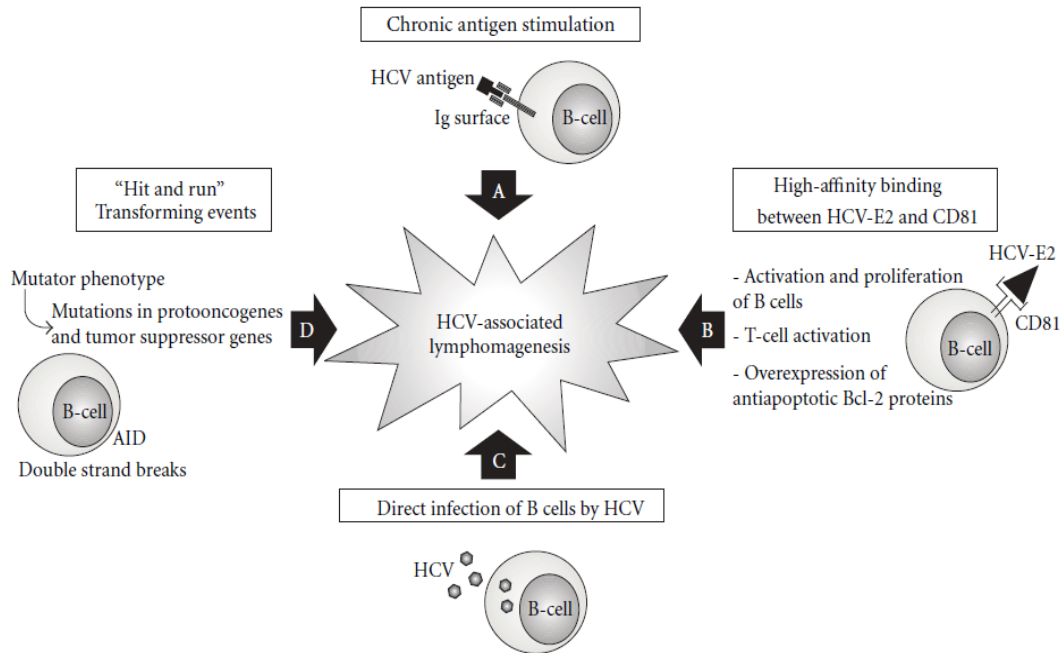 Chronic antigen stimulation
HCV antigen
Ig surface
B-cell
A
"Hit and run"
Transforming events
Mutator phenotype
Mutations in protooncogenes
and tumor suppressor genes
B-cell
AID
Double strand breaks
D
HCV-associated
lymphomagenesis
B
High-affinity binding
between HCV-E2 and CD81
- Activation and proliferation
of B cells
- T-cell activation
- Overexpression of
antiapoptotic Bcl-2 proteins
HCV-E2
CD81
B-cell
C
Direct infection of B cells by HCV
HCV
B-cell